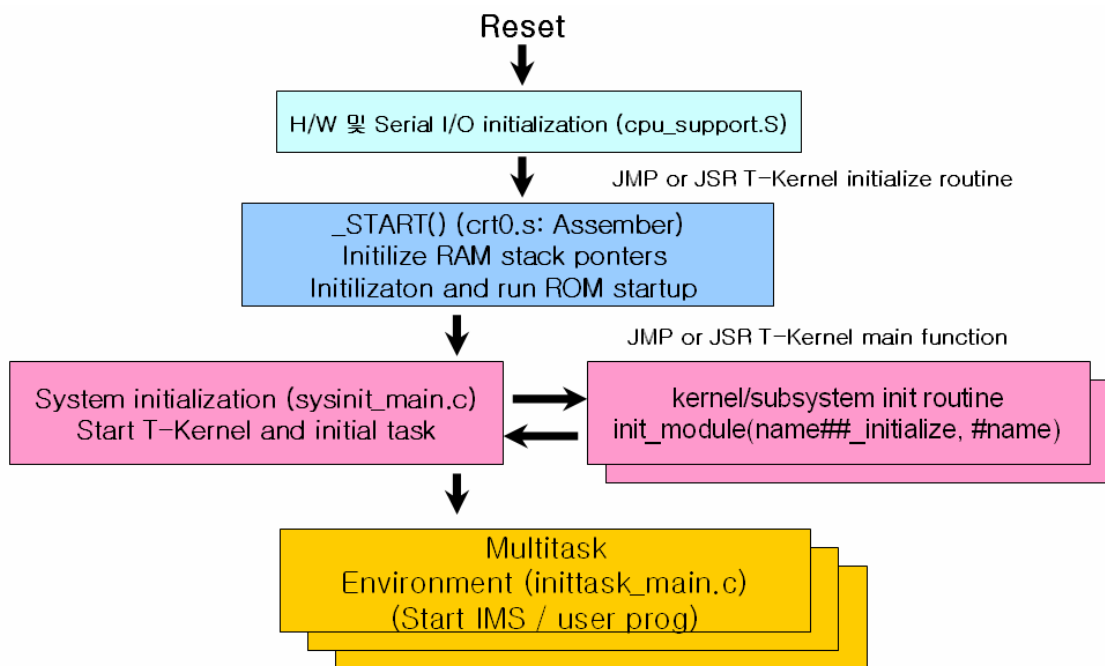 Reset
H/W 및 Serial I/O initialization (cpu_support.S)
JMP or JSR T-Kernel initialize routine
_START() (crt0.s: Assember)
Initilize RAM stack ponters
Initilizaton and run ROM startup
JMP or JSR T-Kernel main function
System initialization (sysinit_main.c)
Start T-Kernel and initial task
kernel/subsystem init routine
init_module(name##_initialize, #name)
Multitask
Environment (inittask_main.c)
(Start IMS / user prog)